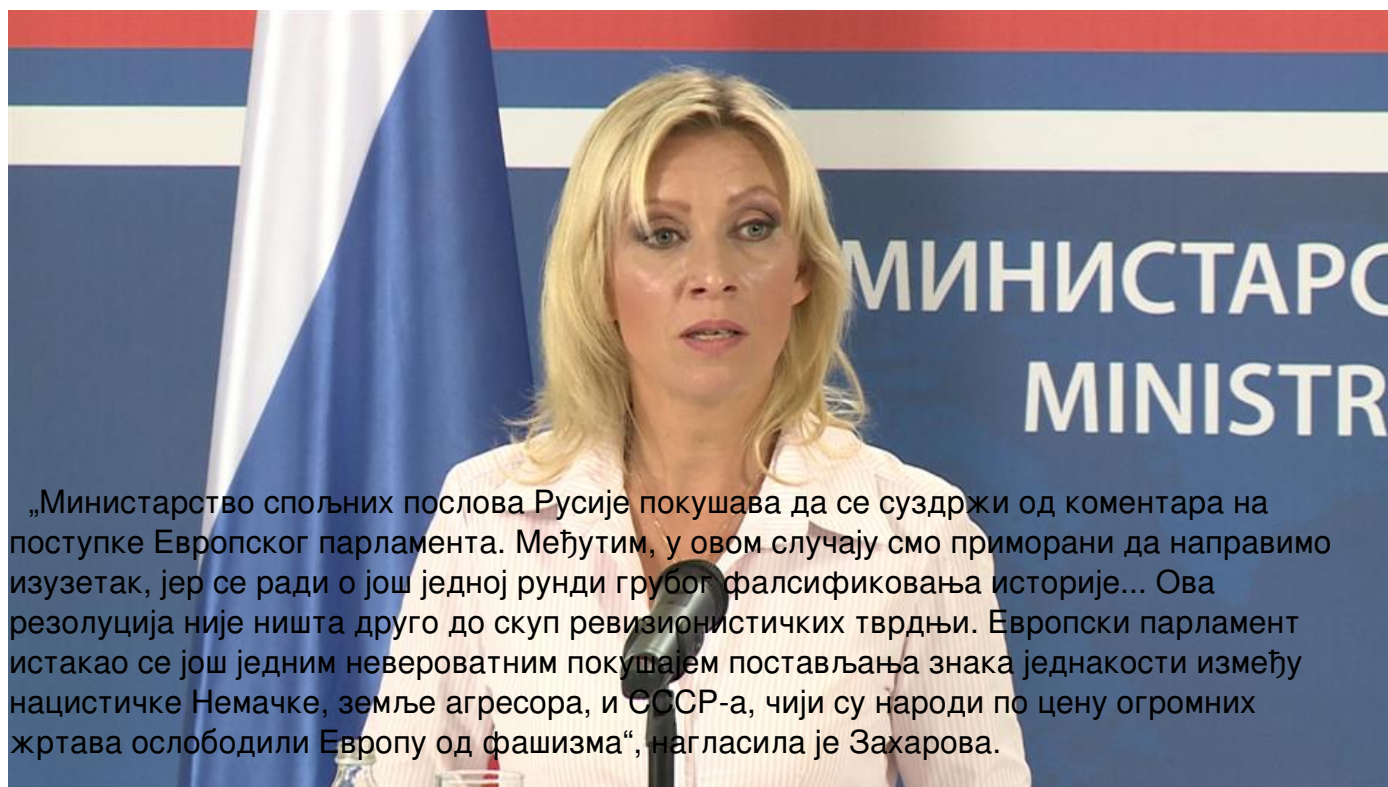 МИНИСТАРС
MINISTR
„Министарство спољних послова Русије покушава да се суздржи од коментара на
поступке Европског парламента. Међутим, у овом случају смо приморани да направимо
изузетак, јер се ради о још једној рунди грубог фалсификовања историје... Ова
резолуција није ништа друго до скуп ревизионистичких тврдњи. Европски парламент
истакао се још једним невероватним покушајем постављања знака једнакости између
нацистичке Немачке, земље агресора, и СССР-а, чији су народи по цену огромних
жртава ослободили Европу од фашизма“, нагласила је Захарова.